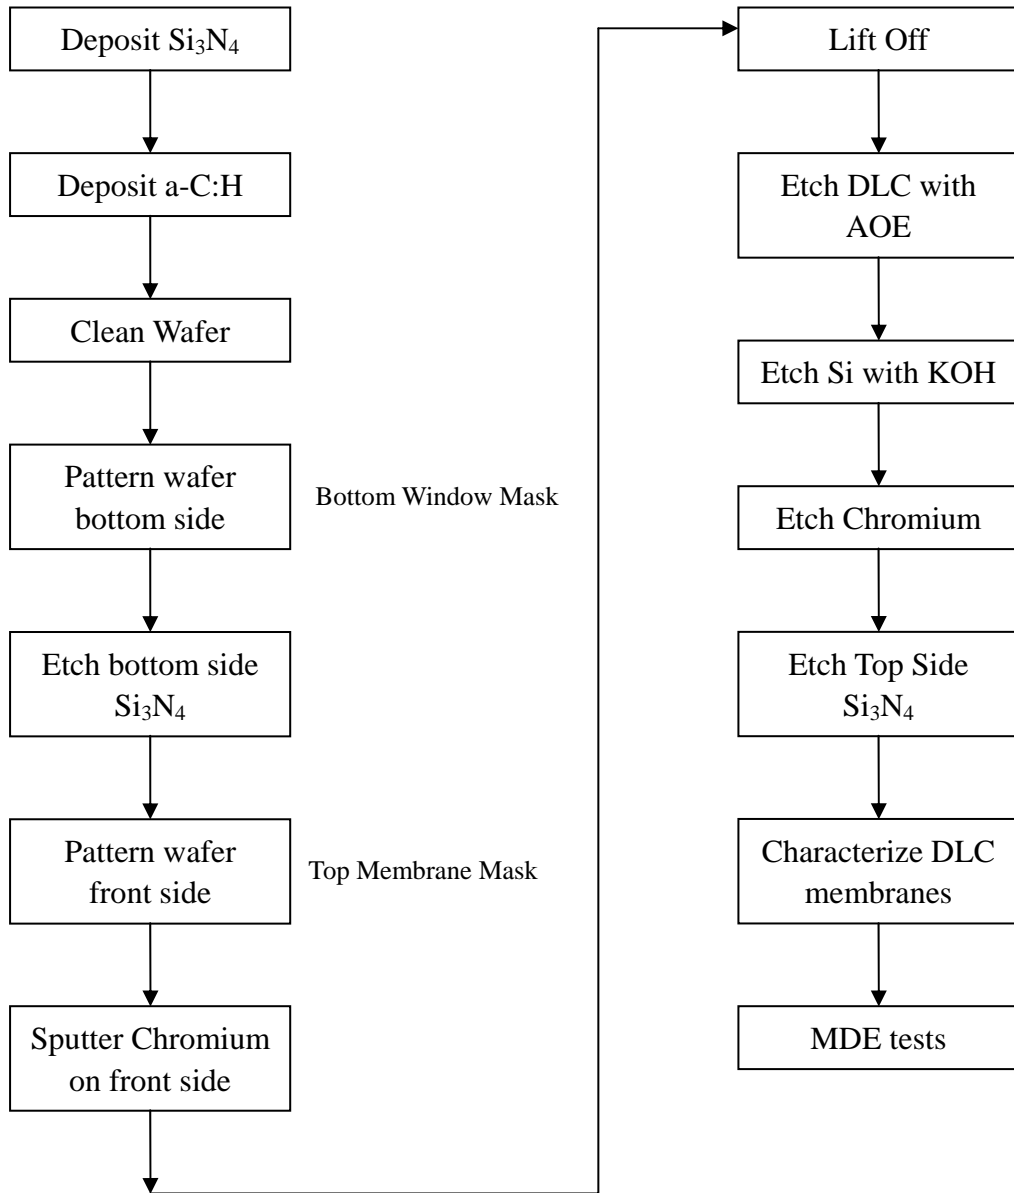 Deposit Si₃N₄
Deposit a-C:H
Clean Wafer
Pattern wafer
bottom side
Bottom Window Mask
Etch bottom side
Si₃N₄
Pattern wafer
front side
Top Membrane Mask
Sputter Chromium
on front side
Lift Off
Etch DLC with
AOE
Etch Si with KOH
Etch Chromium
Etch Top Side
Si₃N₄
Characterize DLC
membranes
MDE tests